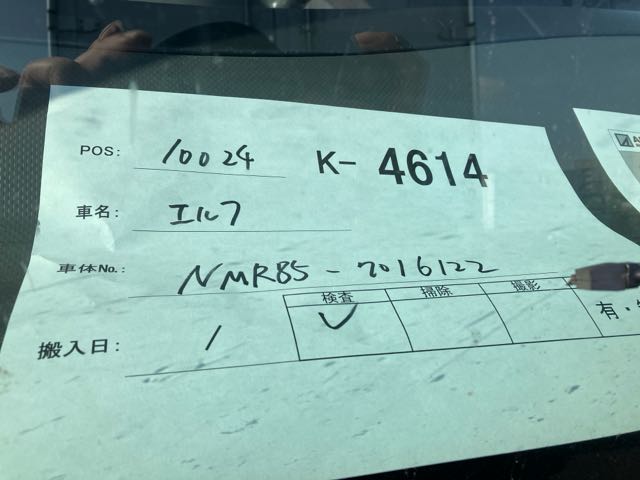 POS: 10024 K-4614
車名: エルフ
車体No.: NMR85-7016122
検査 掃除 撮影
搬入日: / ✓ 有・